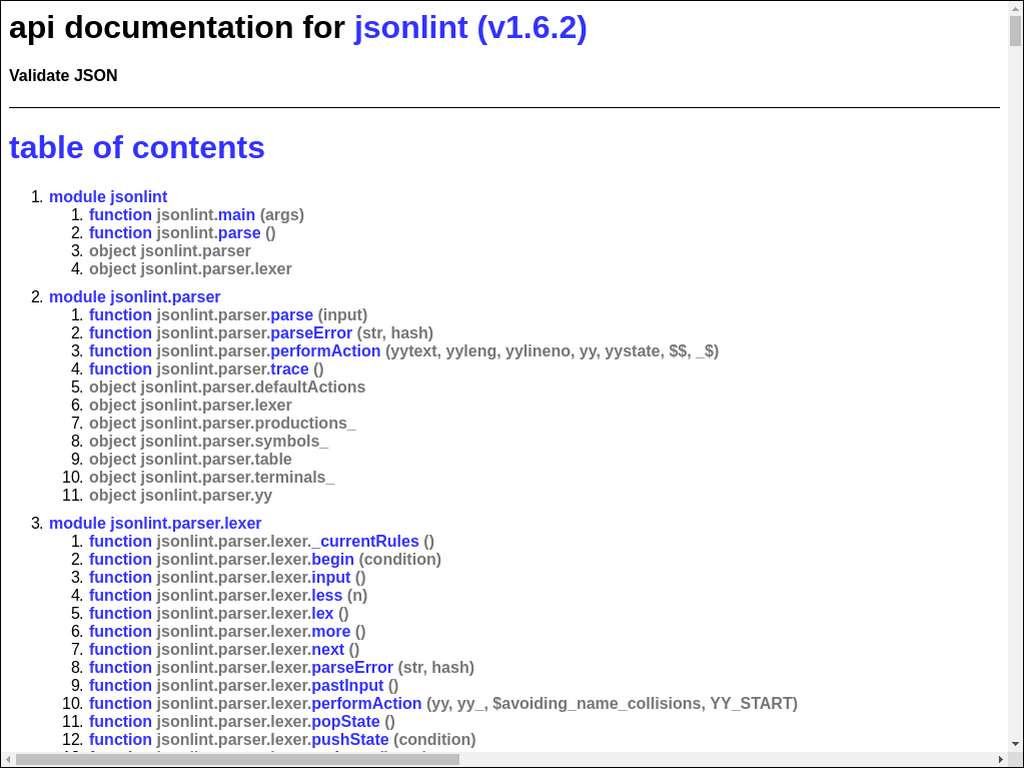 api documentation for jsonlint (v1.6.2)
Validate JSON
table of contents
1. module jsonlint
1. function jsonlint.main (args)
2. function jsonlint.parse ()
3. object jsonlint.parser
4. object jsonlint.parser.lexer
2. module jsonlint.parser
1. function jsonlint.parser.parse (input)
2. function jsonlint.parser.parseError (str, hash)
3. function jsonlint.parser.performAction (yytext, yyleng, yylineno, yy, yystate, $$, _$)
4. function jsonlint.parser.trace ()
5. object jsonlint.parser.defaultActions
6. object jsonlint.parser.lexer
7. object jsonlint.parser.productions_
8. object jsonlint.parser.symbols_
9. object jsonlint.parser.table
10. object jsonlint.parser.terminals_
11. object jsonlint.parser.yy
3. module jsonlint.parser.lexer
1. function jsonlint.parser.lexer._currentRules ()
2. function jsonlint.parser.lexer.begin (condition)
3. function jsonlint.parser.lexer.input ()
4. function jsonlint.parser.lexer.less (n)
5. function jsonlint.parser.lexer.lex ()
6. function jsonlint.parser.lexer.more ()
7. function jsonlint.parser.lexer.next ()
8. function jsonlint.parser.lexer.parseError (str, hash)
9. function jsonlint.parser.lexer.pastInput ()
10. function jsonlint.parser.lexer.performAction (yy, yy_, $avoiding_name_collisions, YY_START)
11. function jsonlint.parser.lexer.popState ()
12. function jsonlint.parser.lexer.pushState (condition)